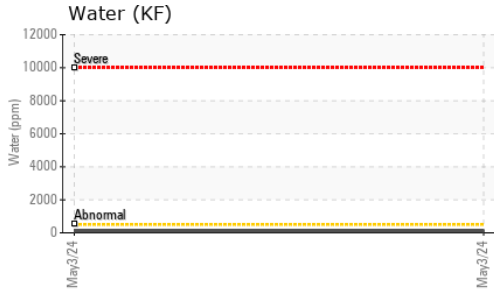 Water (KF)
12000
Severe
10000
8000
Water (ppm)
6000
4000
2000
Abnormal
0
May3/24
May3/24